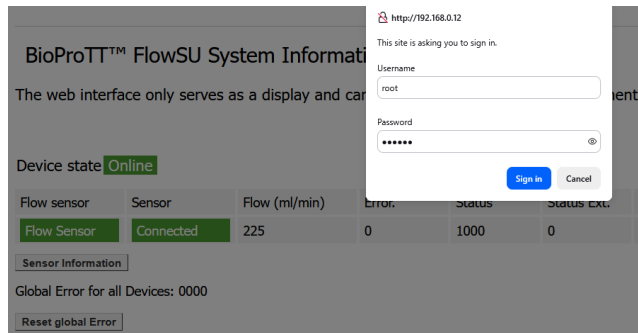 http://192.168.0.12
This site is asking you to sign in.
Username
root
Password
••••••
Sign in Cancel
BioProTT™ FlowSU System Informati
The web interface only serves as a display and can ment
Device state Online
Flow sensor Sensor Flow (ml/min) Error. Status Status Ext.
Flow Sensor Connected 225 0 1000 0
Sensor Information
Global Error for all Devices: 0000
Reset global Error